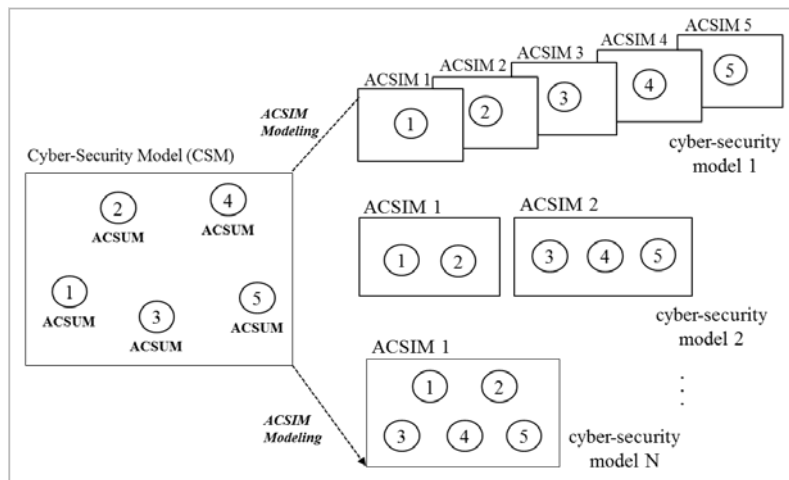 Cyber-Security Model (CSM)
2
ACSUM
4
ACSUM
1
ACSUM
3
ACSUM
5
ACSUM
ACSIM
Modeling
ACSIM
Modeling
ACSIM 1
1
ACSIM 2
2
ACSIM 3
3
ACSIM 4
4
ACSIM 5
5
cyber-security
model 1
ACSIM 1
1 2
ACSIM 2
3 4 5
cyber-security
model 2
ACSIM 1
1 2
3 4 5
cyber-security
model N